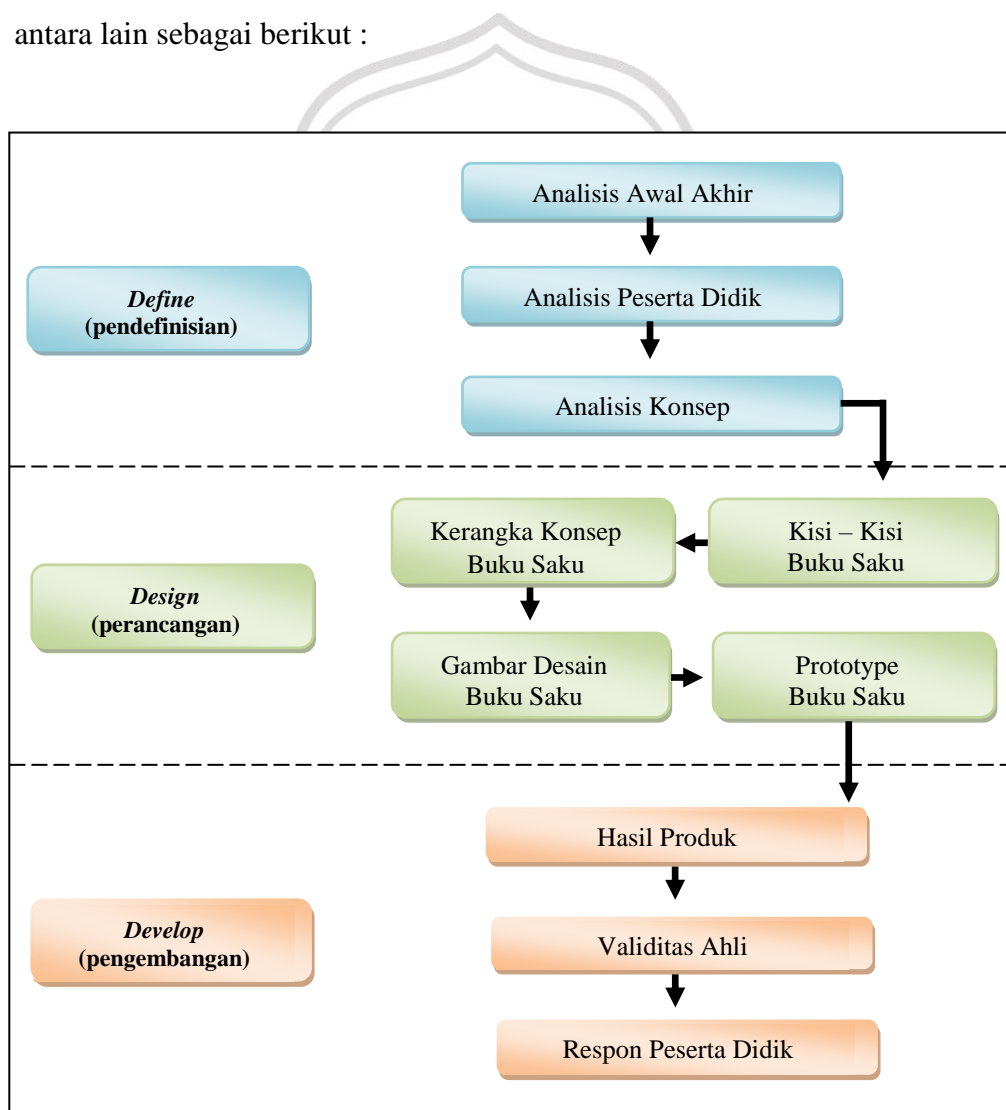 antara lain sebagai berikut :
Analisis Awal Akhir
Define
(pendefinisian)
Analisis Peserta Didik
Analisis Konsep
Kerangka Konsep
Buku Saku
Kisi – Kisi
Buku Saku
Design
(perancangan)
Gambar Desain
Buku Saku
Prototype
Buku Saku
Hasil Produk
Develop
(pengembangan)
Validitas Ahli
Respon Peserta Didik